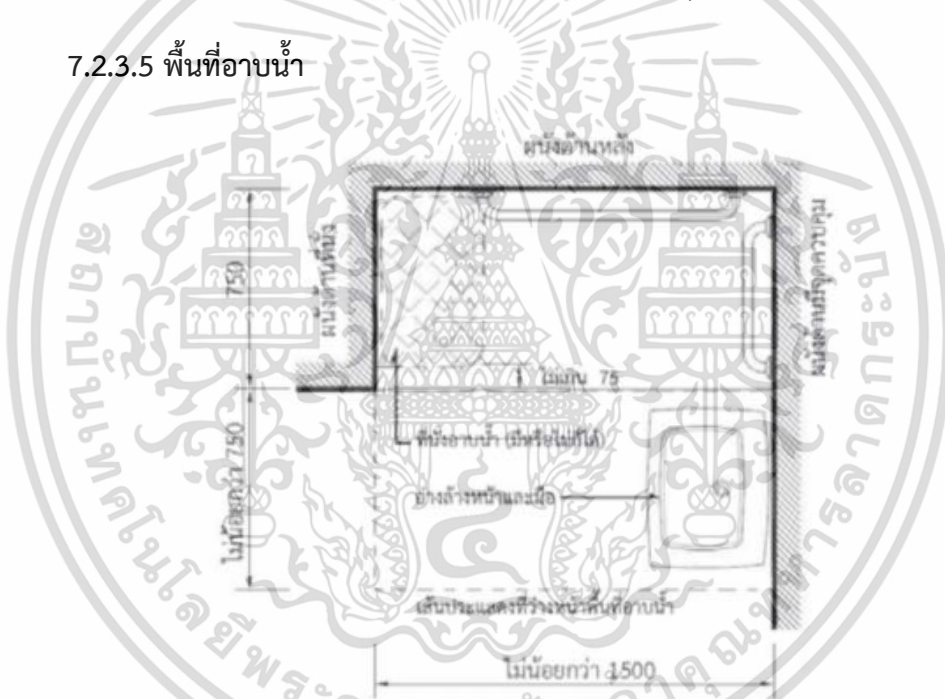 7.2.3.5 พื้นที่อาบน้ำ
ผนังด้านหลัง
ผนังด้านที่นั่ง
ผนังด้านมีจุดควบคุม
750
ไม่เกิน 75
ที่นั่งอาบน้ำ (มีหรือไม่ก็ได้)
ไม่น้อยกว่า 750
อ่างล้างหน้าและมือ
เส้นประแสดงที่ว่างหน้าพื้นที่อาบน้ำ
ไม่น้อยกว่า 1500